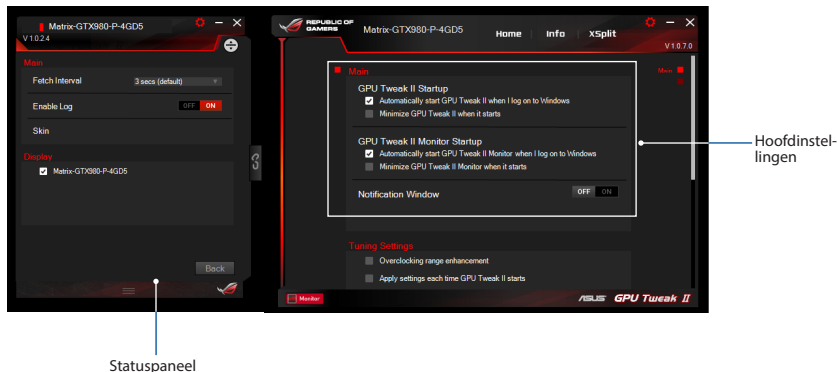 Matrix-GTX980-P-4GD5
V 1.0.2.4
Main
Fetch Interval 3 secs (default)
Enable Log OFF ON
Skin
Display
Matrix-GTX980-P-4GD5
Back
Statuspaneel
REPUBLIC OF
GAMERS
Matrix-GTX980-P-4GD5
Home Info XSplit
V 1.0.7.0
Main
GPU Tweak II Startup
Automatically start GPU Tweak II when I log on to Windows
Minimize GPU Tweak II when it starts
GPU Tweak II Monitor Startup
Automatically start GPU Tweak II Monitor when I log on to Windows
Minimize GPU Tweak II Monitor when it starts
Notification Window OFF ON
Tuning Settings
Overclocking range enhancement
Apply settings each time GPU Tweak II starts
Main
Monitor
ASUS GPU Tweak II
Hoofdinstel-
lingen